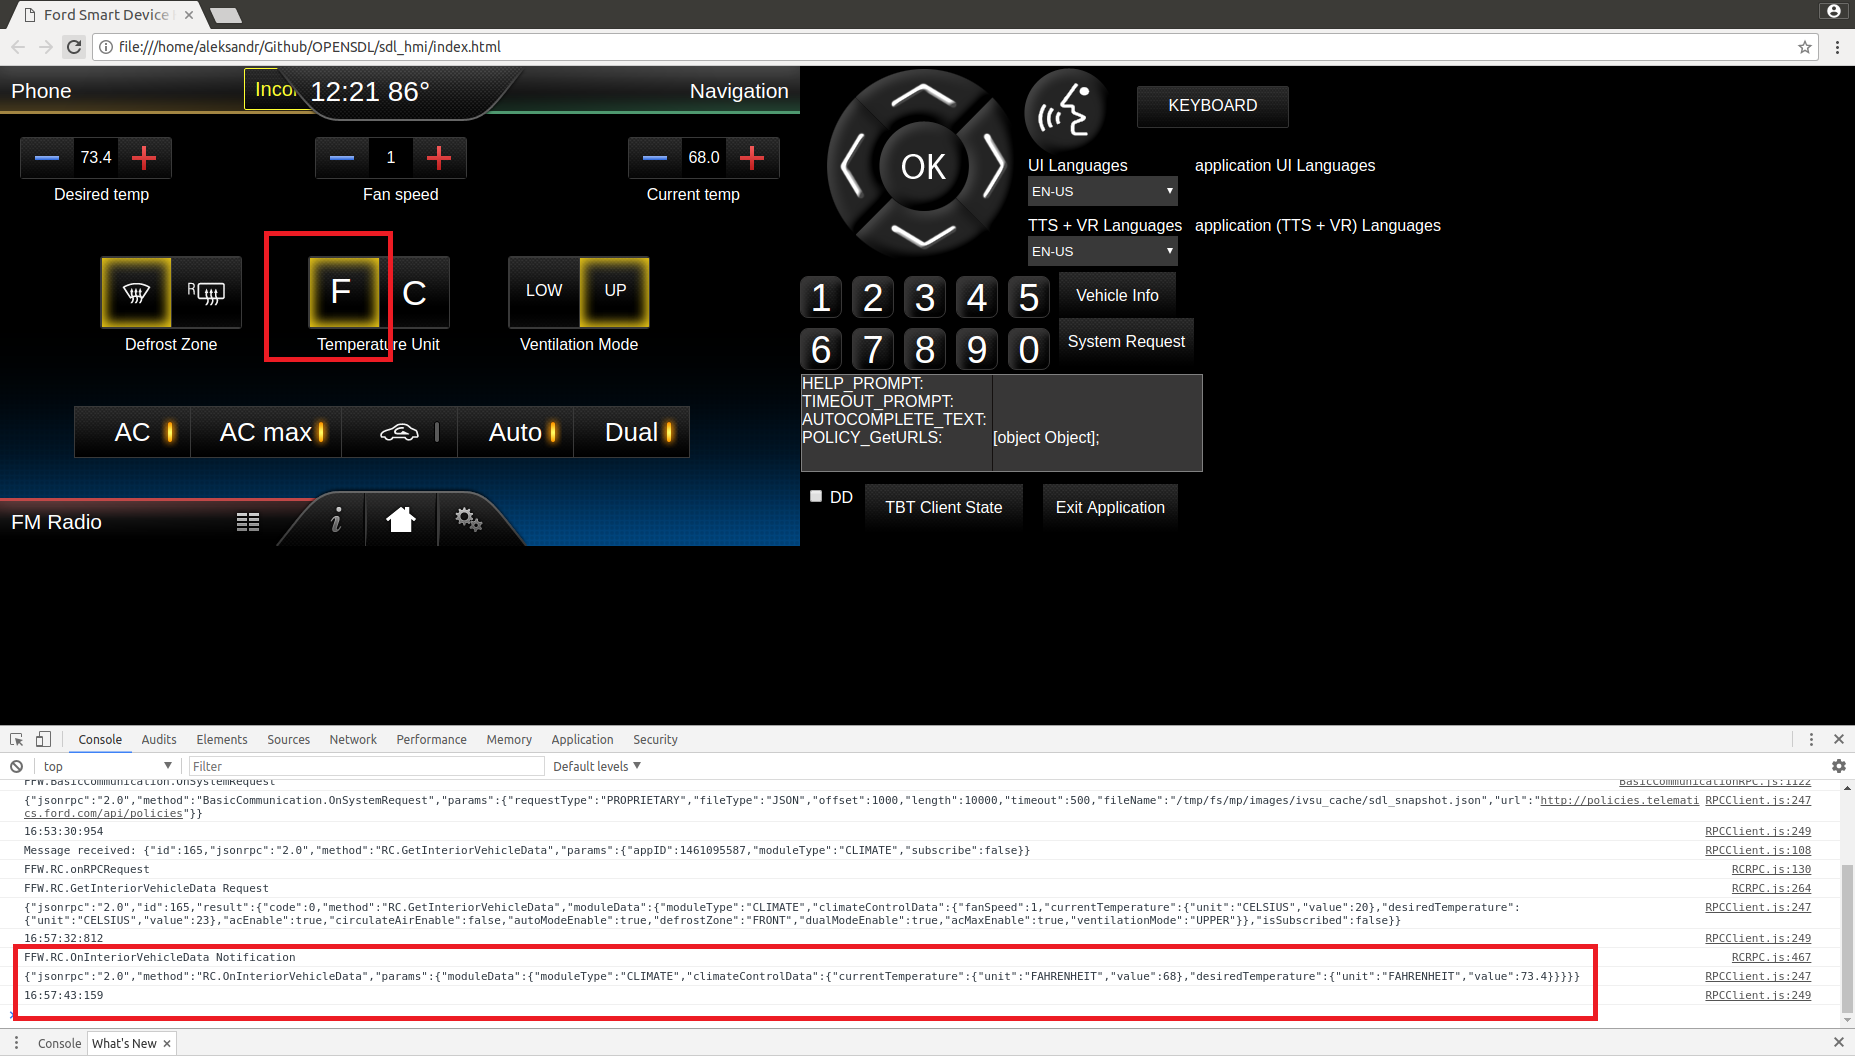 Ford Smart Device
file:///home/aleksandr/Github/OPENSDL/sdl_hmi/index.html
Phone
12:21 86°
Navigation
73.4
1
68.0
Desired temp
Fan speed
Current temp
R
F
C
LOW
UP
Defrost Zone
Temperature Unit
Ventilation Mode
AC
AC max
Auto
Dual
FM Radio
i
OK
KEYBOARD
UI Languages
application UI Languages
EN-US
TTS + VR Languages
application (TTS + VR) Languages
EN-US
1 2 3 4 5
Vehicle Info
6 7 8 9 0
System Request
HELP_PROMPT:
TIMEOUT_PROMPT:
AUTOCOMPLETE_TEXT:
POLICY_GetURLS: [object Object];
DD
TBT Client State
Exit Application
Console Audits Elements Sources Network Performance Memory Application Security
top
Filter
Default levels
FFW.BasicCommunication.OnSystemRequest BasicCommunicationRPC.js:1122
{"jsonrpc":"2.0","method":"BasicCommunication.OnSystemRequest","params":{"requestType":"PROPRIETARY","fileType":"JSON","offset":1000,"length":10000,"timeout":500,"fileName":"/tmp/fs/mp/images/ivsu_cache/sdl_snapshot.json","url":"http://policies.telemati RPCClient.js:247
cs.ford.com/api/policies"}}
16:53:30:954 RPCClient.js:249
Message received: {"id":165,"jsonrpc":"2.0","method":"RC.GetInteriorVehicleData","params":{"appID":1461095587,"moduleType":"CLIMATE","subscribe":false}} RPCClient.js:108
FFW.RC.onRPCRequest RCRPC.js:130
FFW.RC.GetInteriorVehicleData Request RCRPC.js:264
{"jsonrpc":"2.0","id":165,"result":{"code":0,"method":"RC.GetInteriorVehicleData","moduleData":{"moduleType":"CLIMATE","climateControlData":{"fanSpeed":1,"currentTemperature":{"unit":"CELSIUS","value":20},"desiredTemperature": RPCClient.js:247
{"unit":"CELSIUS","value":23},"acEnable":true,"circulateAirEnable":false,"autoModeEnable":true,"defrostZone":"FRONT","dualModeEnable":true,"acMaxEnable":true,"ventilationMode":"UPPER"}},"isSubscribed":false}}
16:57:32:812 RPCClient.js:249
FFW.RC.OnInteriorVehicleData Notification RCRPC.js:467
{"jsonrpc":"2.0","method":"RC.OnInteriorVehicleData","params":{"moduleData":{"moduleType":"CLIMATE","climateControlData":{"currentTemperature":{"unit":"FAHRENHEIT","value":68},"desiredTemperature":{"unit":"FAHRENHEIT","value":73.4}}}}} RPCClient.js:247
16:57:43:159 RPCClient.js:249
Console
What's New